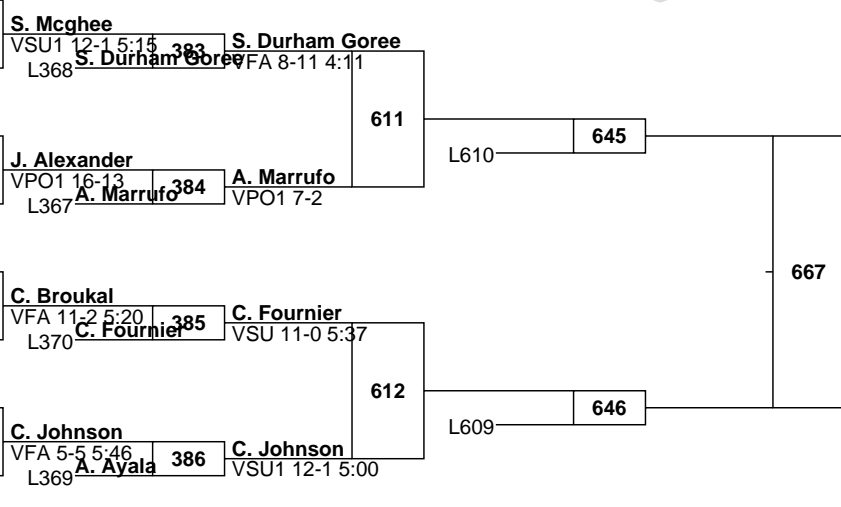 S. Mcghee
VSU1 12-1 5:15
L368
S. Durham Goree
383
S. Durham Goree
VFA 8-11 4:11
611
L610
645
J. Alexander
VPO1 16-13
L367
A. Marrufo
384
A. Marrufo
VPO1 7-2
667
C. Broukal
VFA 11-2 5:20
L370
C. Fournier
385
C. Fournier
VSU 11-0 5:37
612
L609
646
C. Johnson
VFA 5-5 5:46
L369
A. Ayala
386
C. Johnson
VSU1 12-1 5:00